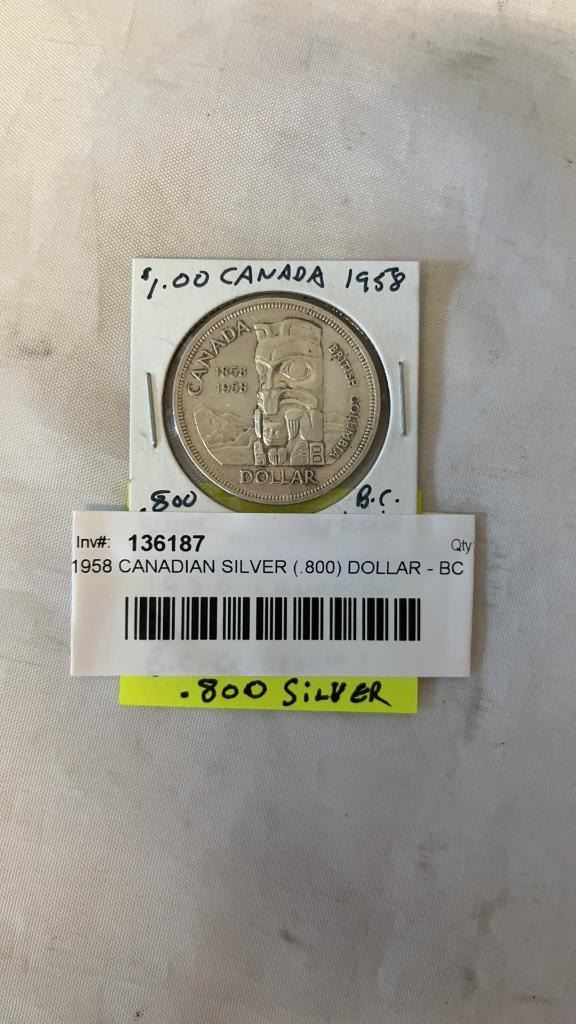 $1.00 CANADA 1958
CANADA
1858
1958
BRITISH COLUMBIA
DOLLAR
.800 B.C.
Inv#: 136187 Qty
1958 CANADIAN SILVER (.800) DOLLAR - BC
.800 SiLVER